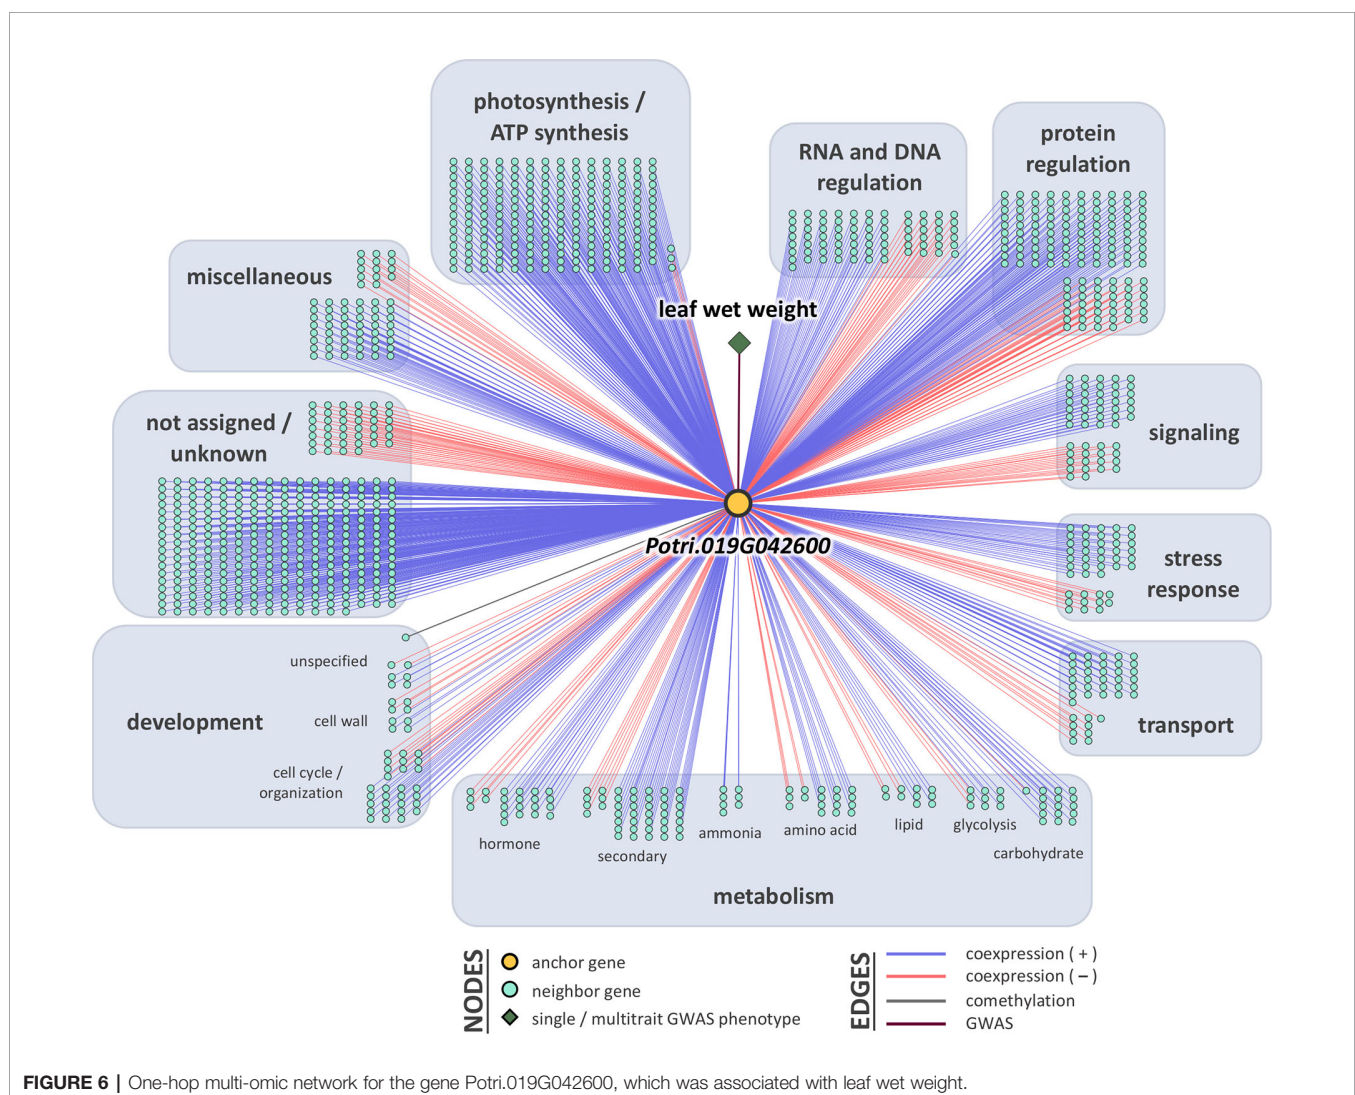 photosynthesis /
ATP synthesis
RNA and DNA
regulation
protein
regulation
miscellaneous
leaf wet weight
not assigned /
unknown
signaling
Potri.019G042600
stress
response
unspecified
cell wall
development
cell cycle /
organization
transport
hormone
secondary
ammonia
amino acid
lipid
glycolysis
carbohydrate
metabolism
NODES
anchor gene
neighbor gene
single / multitrait GWAS phenotype
EDGES
coexpression ( + )
coexpression ( − )
comethylation
GWAS
FIGURE 6 | One-hop multi-omic network for the gene Potri.019G042600, which was associated with leaf wet weight.